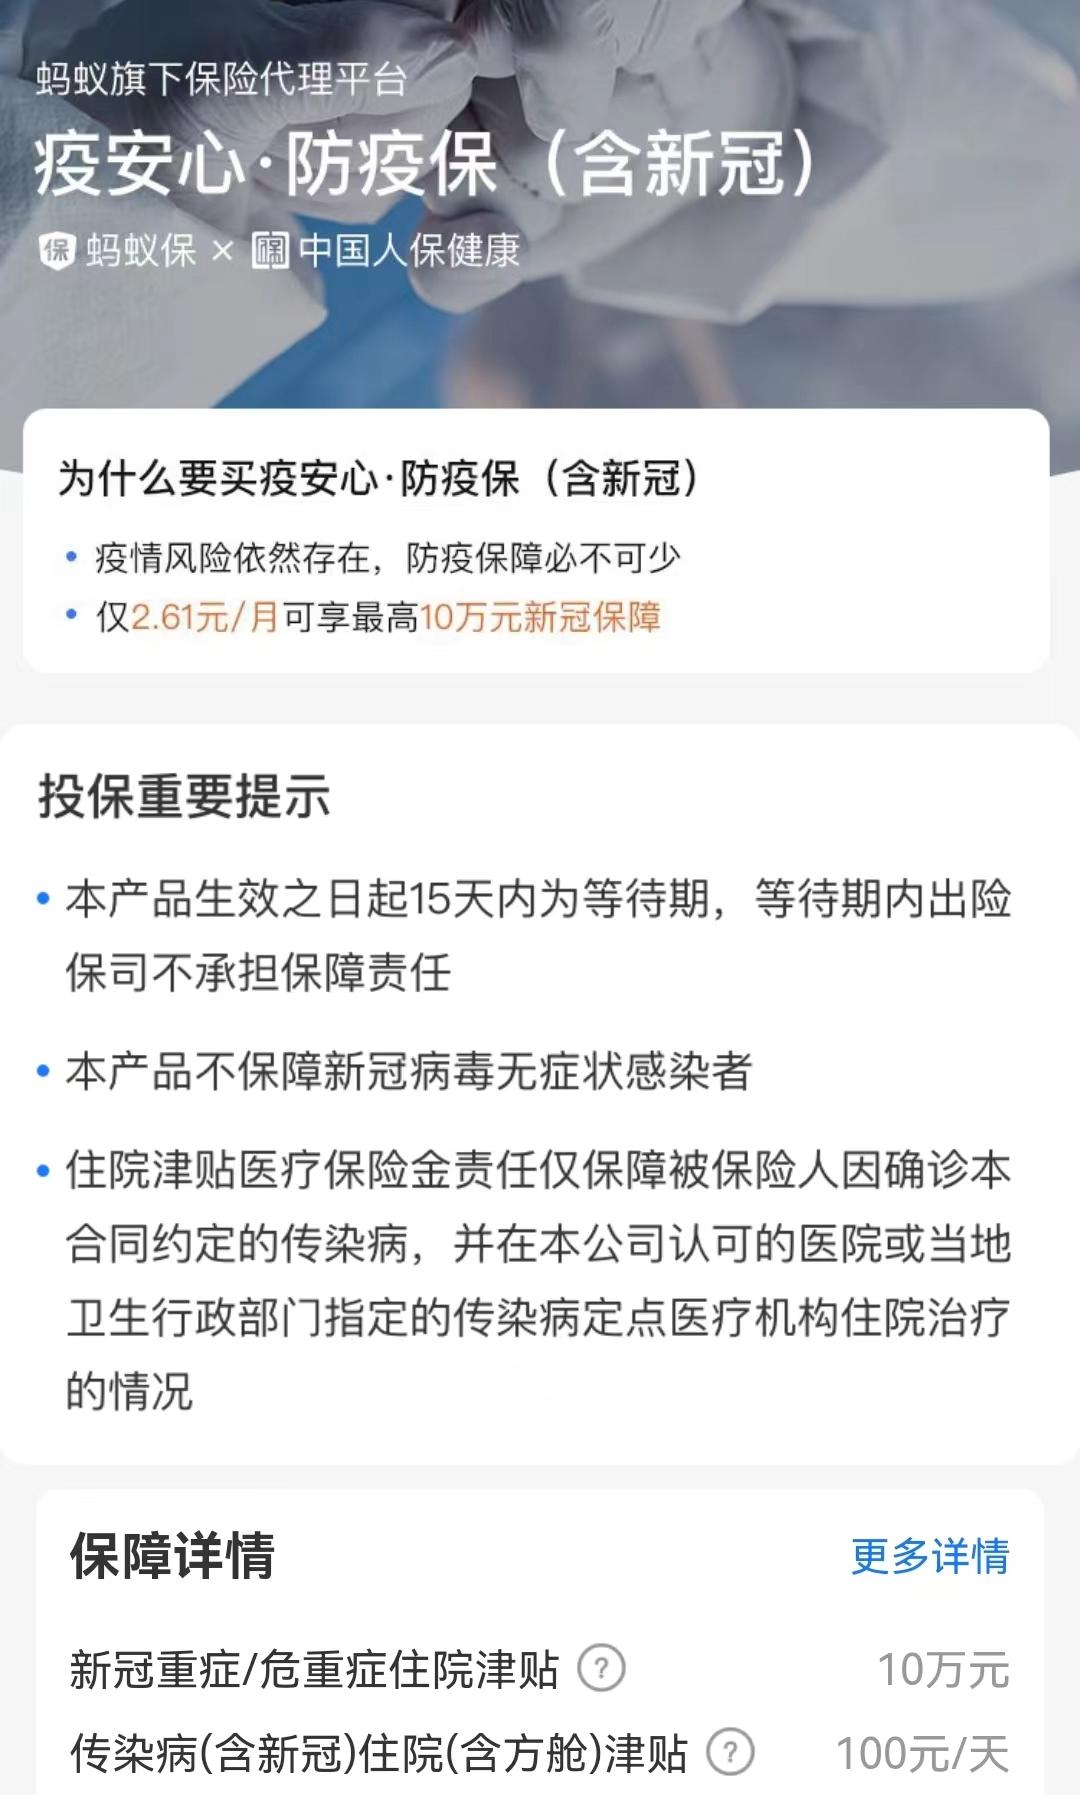 蚂蚁旗下保险代理平台
疫安心·防疫保（含新冠）
保 蚂蚁保 × 中国人保健康
为什么要买疫安心·防疫保（含新冠）
疫情风险依然存在，防疫保障必不可少
仅2.61元/月可享最高10万元新冠保障
投保重要提示
本产品生效之日起15天内为等待期，等待期内出险
保司不承担保障责任
本产品不保障新冠病毒无症状感染者
住院津贴医疗保险金责任仅保障被保险人因确诊本
合同约定的传染病，并在本公司认可的医院或当地
卫生行政部门指定的传染病定点医疗机构住院治疗
的情况
保障详情 更多详情
新冠重症/危重症住院津贴 ? 10万元
传染病(含新冠)住院(含方舱)津贴 ? 100元/天